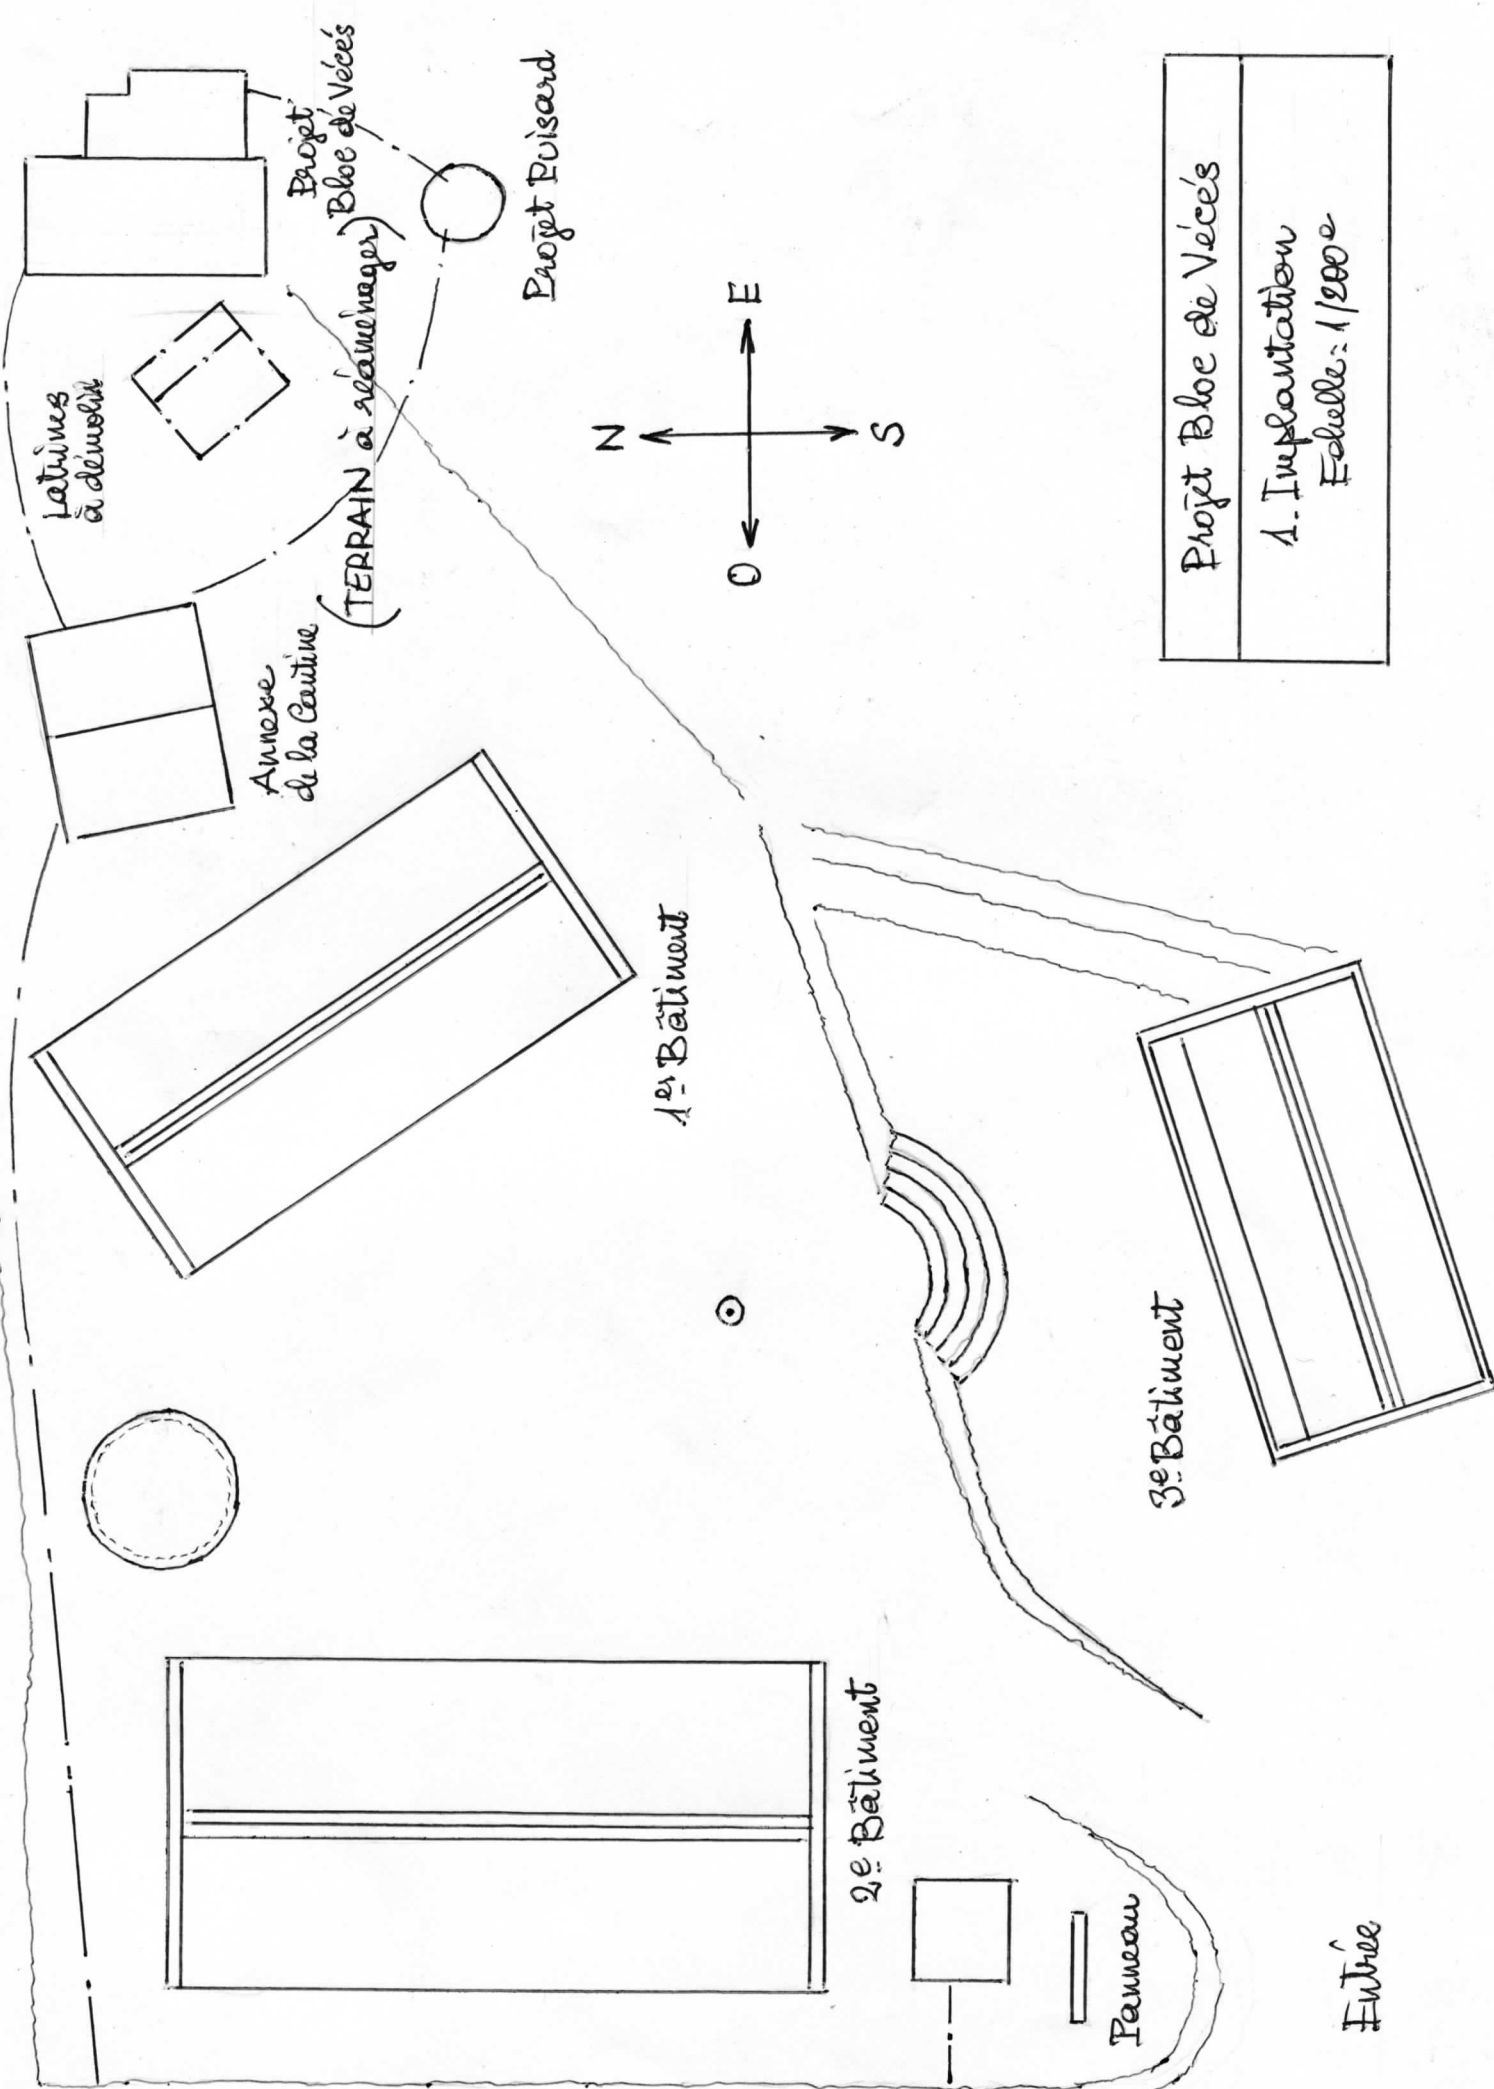 Latrines
à démolir
Projet
Bloc de Vécés
Projet Puisard
(TERRAIN à réaménager)
Annexe
de la Cantine
1er Bâtiment
N
O
E
S
2e Bâtiment
3e Bâtiment
Panneau
Entrée
Projet Bloc de Vécés
1. Implantation
Echelle: 1/200e